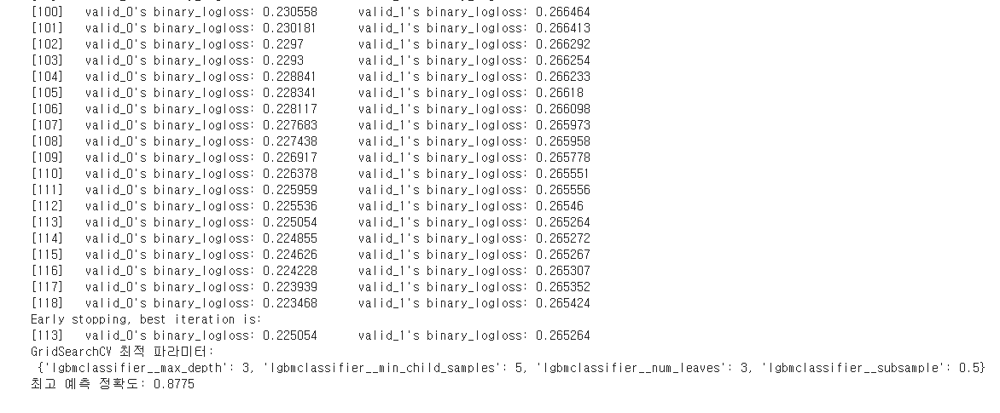 [100] valid_0's binary_logloss: 0.230558 valid_1's binary_logloss: 0.266464
[101] valid_0's binary_logloss: 0.230181 valid_1's binary_logloss: 0.266413
[102] valid_0's binary_logloss: 0.2297 valid_1's binary_logloss: 0.266292
[103] valid_0's binary_logloss: 0.2293 valid_1's binary_logloss: 0.266254
[104] valid_0's binary_logloss: 0.228841 valid_1's binary_logloss: 0.266233
[105] valid_0's binary_logloss: 0.228341 valid_1's binary_logloss: 0.26618
[106] valid_0's binary_logloss: 0.228117 valid_1's binary_logloss: 0.266098
[107] valid_0's binary_logloss: 0.227683 valid_1's binary_logloss: 0.265973
[108] valid_0's binary_logloss: 0.227438 valid_1's binary_logloss: 0.265958
[109] valid_0's binary_logloss: 0.226917 valid_1's binary_logloss: 0.265778
[110] valid_0's binary_logloss: 0.226378 valid_1's binary_logloss: 0.265551
[111] valid_0's binary_logloss: 0.225959 valid_1's binary_logloss: 0.265556
[112] valid_0's binary_logloss: 0.225536 valid_1's binary_logloss: 0.26546
[113] valid_0's binary_logloss: 0.225054 valid_1's binary_logloss: 0.265264
[114] valid_0's binary_logloss: 0.224855 valid_1's binary_logloss: 0.265272
[115] valid_0's binary_logloss: 0.224626 valid_1's binary_logloss: 0.265267
[116] valid_0's binary_logloss: 0.224228 valid_1's binary_logloss: 0.265307
[117] valid_0's binary_logloss: 0.223939 valid_1's binary_logloss: 0.265352
[118] valid_0's binary_logloss: 0.223468 valid_1's binary_logloss: 0.265424
Early stopping, best iteration is:
[113] valid_0's binary_logloss: 0.225054 valid_1's binary_logloss: 0.265264
GridSearchCV 최적 파라미터:
{'lgbmclassifier__max_depth': 3, 'lgbmclassifier__min_child_samples': 5, 'lgbmclassifier__num_leaves': 3, 'lgbmclassifier__subsample': 0.5}
최고 예측 정확도: 0.8775